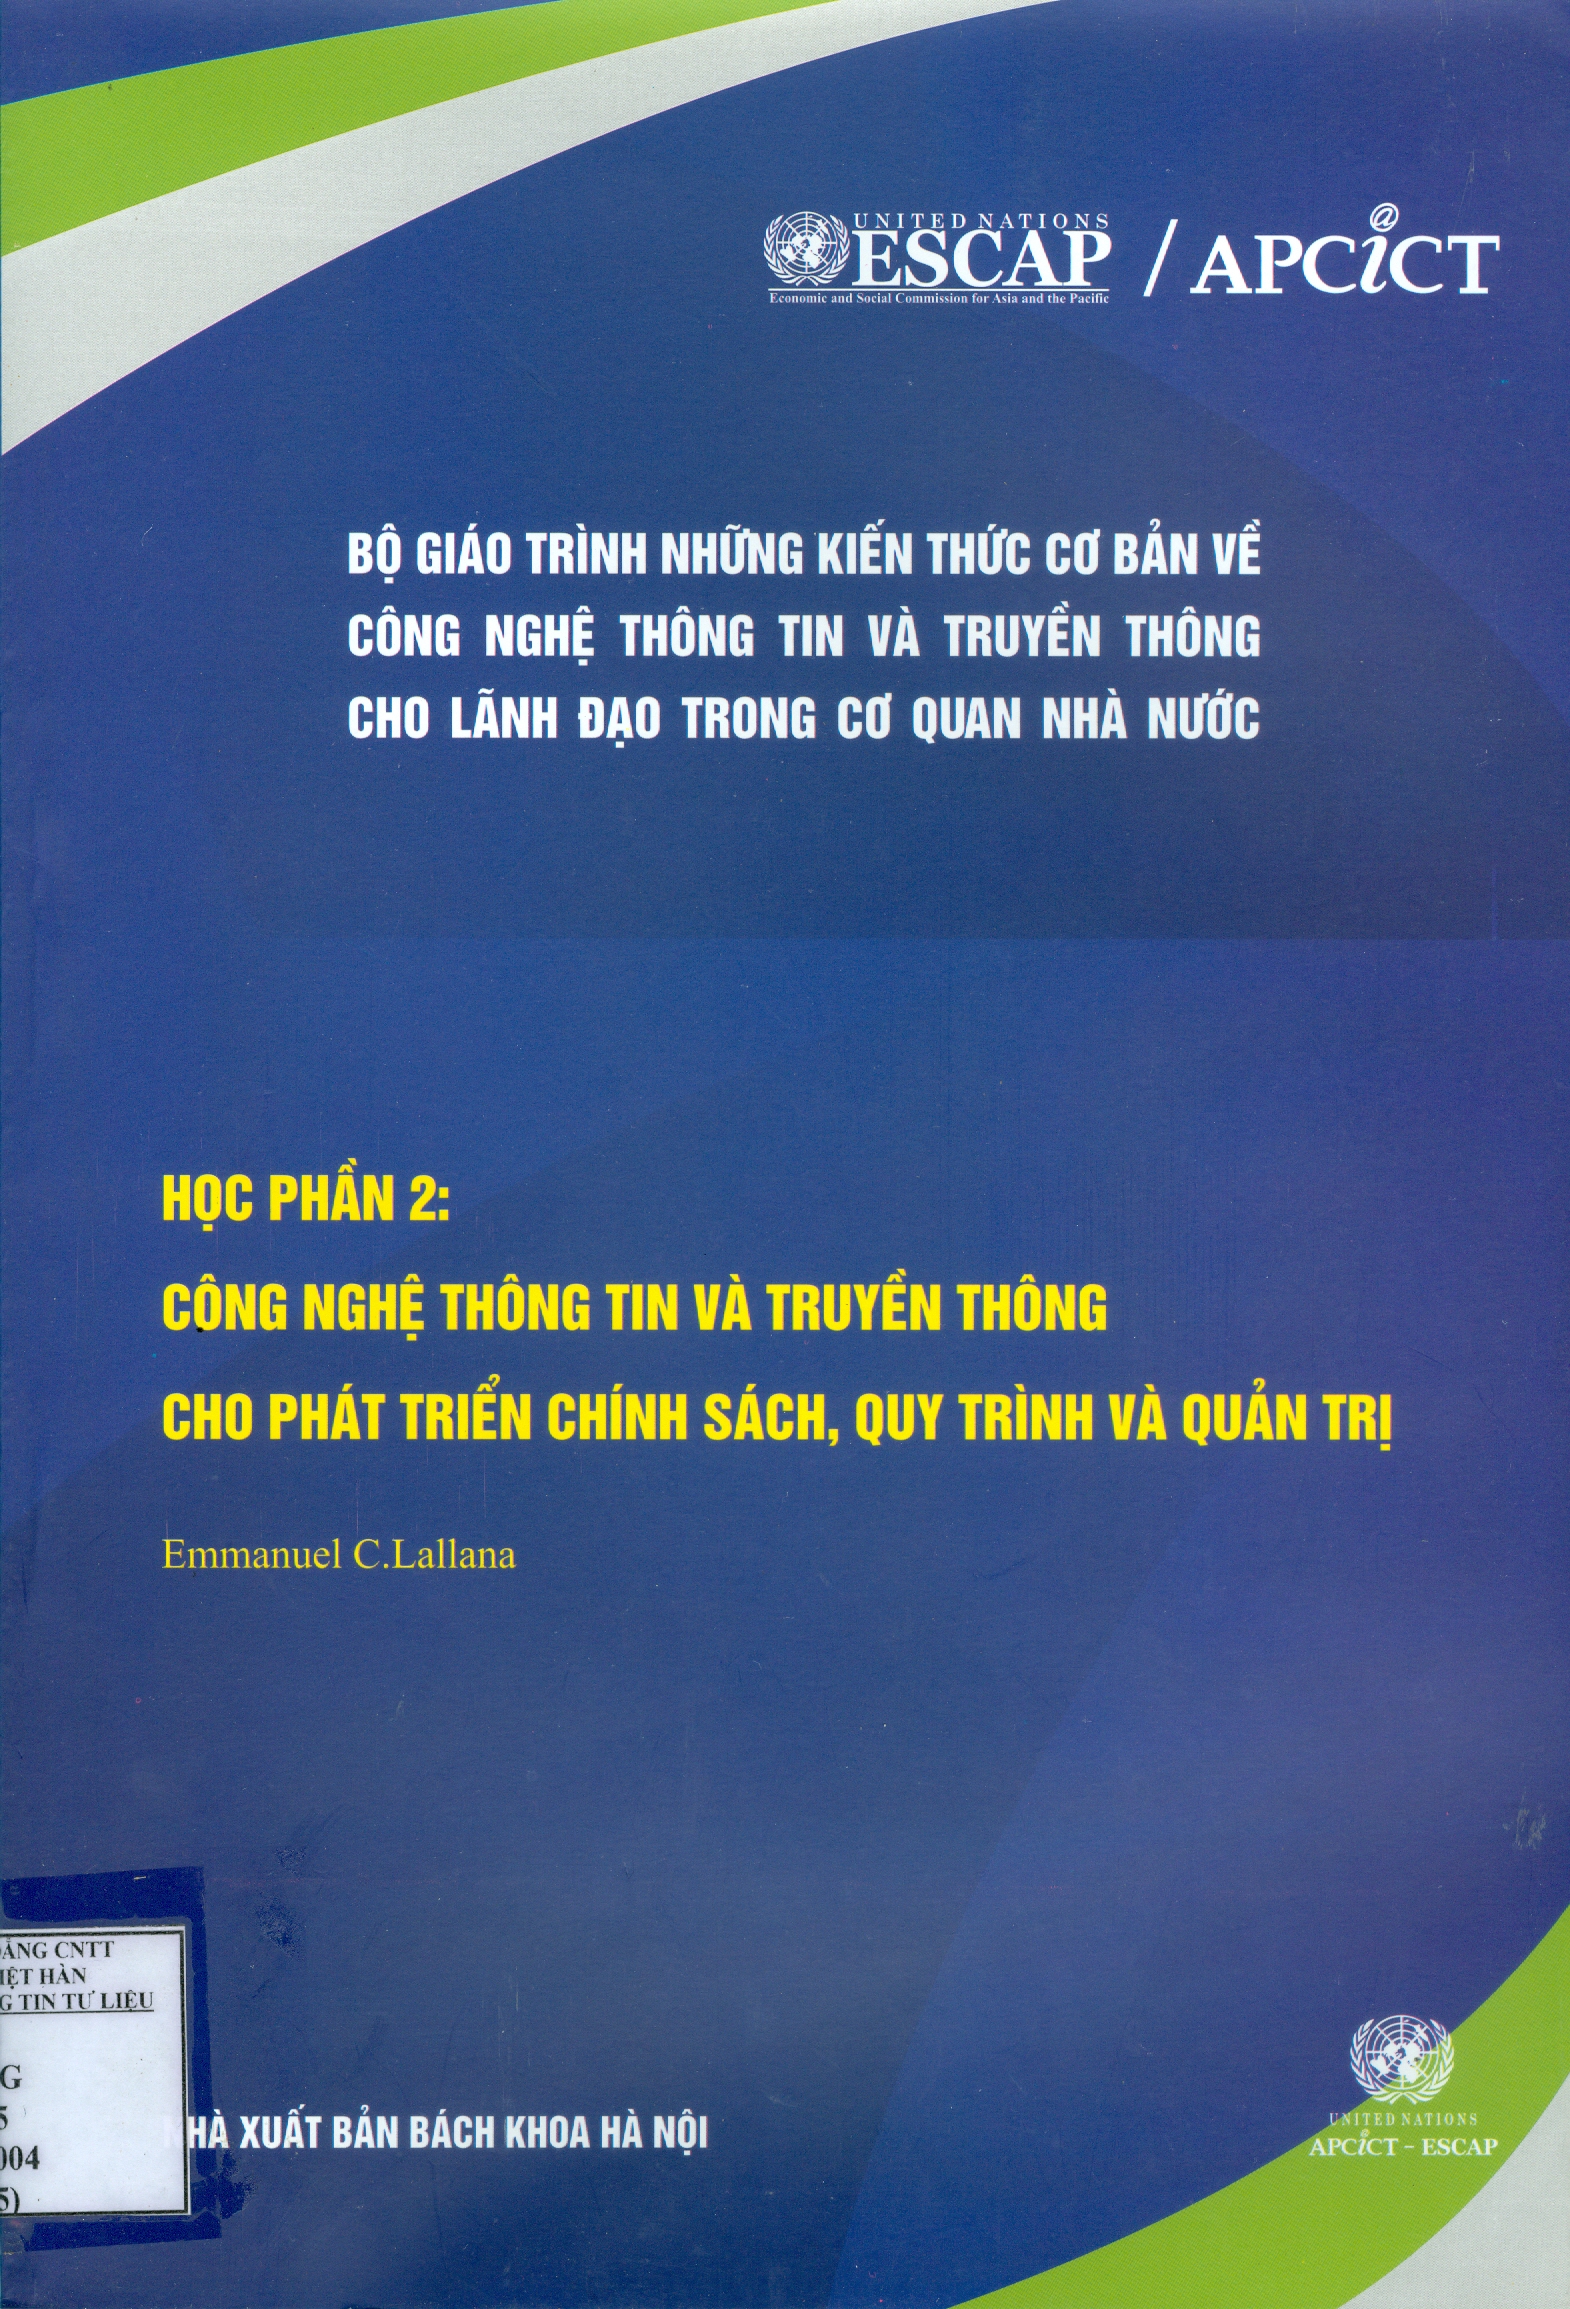 UNITED NATIONS
ESCAP / APCiCT
Economic and Social Commission for Asia and the Pacific
BỘ GIÁO TRÌNH NHỮNG KIẾN THỨC CƠ BẢN VỀ
CÔNG NGHỆ THÔNG TIN VÀ TRUYỀN THÔNG
CHO LÃNH ĐẠO TRONG CƠ QUAN NHÀ NƯỚC
HỌC PHẦN 2:
CÔNG NGHỆ THÔNG TIN VÀ TRUYỀN THÔNG
CHO PHÁT TRIỂN CHÍNH SÁCH, QUY TRÌNH VÀ QUẢN TRỊ
Emmanuel C.Lallana
CNTT
HÀN
TIN TƯ LIỆU
G
5
004
5)
NHÀ XUẤT BẢN BÁCH KHOA HÀ NỘI
UNITED NATIONS
APCiCT - ESCAP